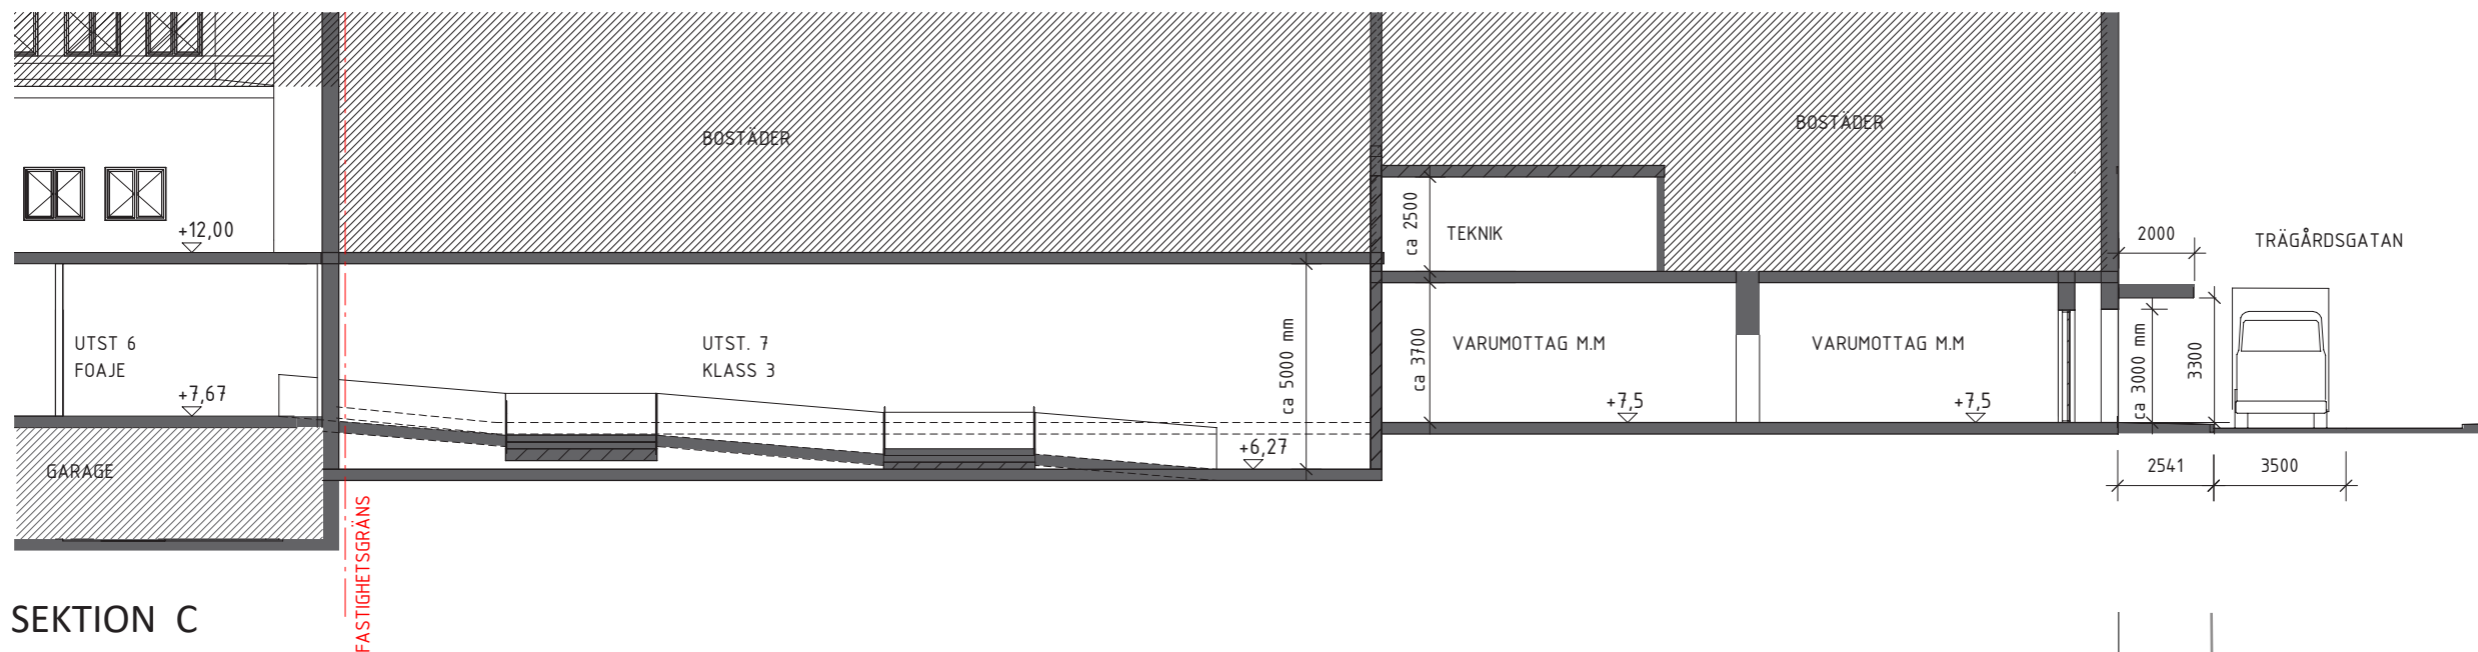 BOSTÄDER
BOSTÄDER
+12,00
ca 2500
TEKNIK
2000
TRÄGÅRDSGATAN
UTST 6
FOAJE
+7,67
UTST. 7
KLASS 3
ca 5000 mm
ca 3700
VARUMOTTAG M.M
+7,5
VARUMOTTAG M.M
+7,5
ca 3000 mm
3300
+6,27
GARAGE
2541
3500
FASTIGHETSGRÄNS
SEKTION C